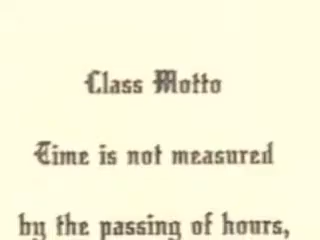 Class Motto
Time is not measured
by the passing of hours,